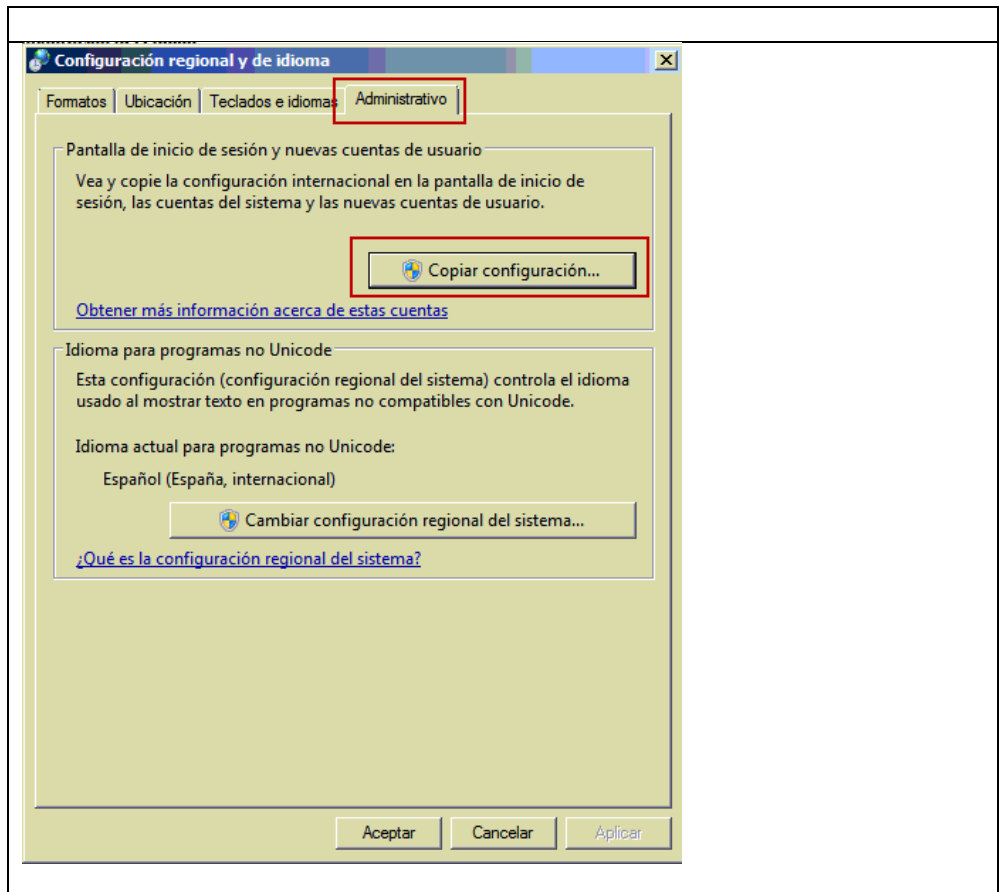 Configuración regional y de idioma
Formatos Ubicación Teclados e idiomas Administrativo
Pantalla de inicio de sesión y nuevas cuentas de usuario
Vea y copie la configuración internacional en la pantalla de inicio de
sesión, las cuentas del sistema y las nuevas cuentas de usuario.
Copiar configuración...
Obtener más información acerca de estas cuentas
Idioma para programas no Unicode
Esta configuración (configuración regional del sistema) controla el idioma
usado al mostrar texto en programas no compatibles con Unicode.
Idioma actual para programas no Unicode:
Español (España, internacional)
Cambiar configuración regional del sistema...
¿Qué es la configuración regional del sistema?
Aceptar Cancelar Aplicar